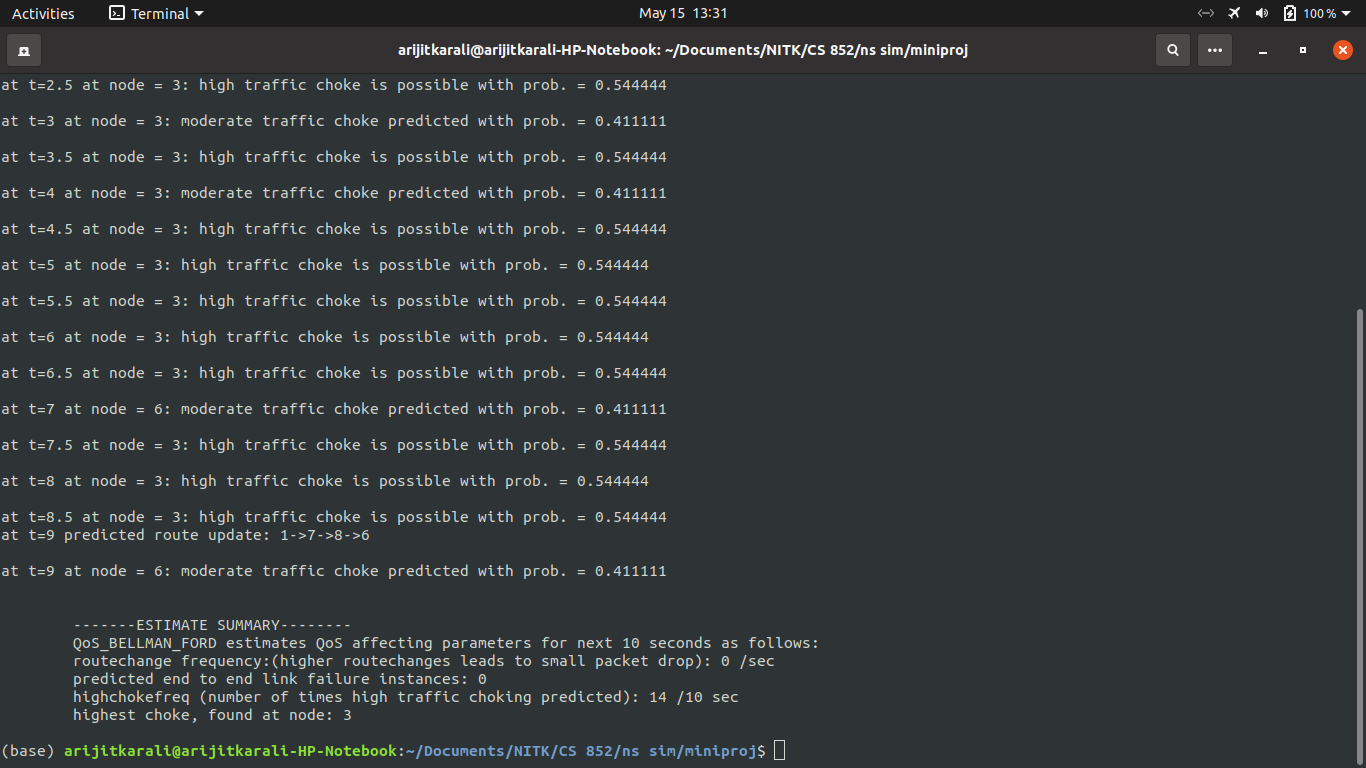 Activities Terminal May 15 13:31 100 %
arijitkarali@arijitkarali-HP-Notebook: ~/Documents/NITK/CS 852/ns sim/miniproj
at t=2.5 at node = 3: high traffic choke is possible with prob. = 0.544444
at t=3 at node = 3: moderate traffic choke predicted with prob. = 0.411111
at t=3.5 at node = 3: high traffic choke is possible with prob. = 0.544444
at t=4 at node = 3: moderate traffic choke predicted with prob. = 0.411111
at t=4.5 at node = 3: high traffic choke is possible with prob. = 0.544444
at t=5 at node = 3: high traffic choke is possible with prob. = 0.544444
at t=5.5 at node = 3: high traffic choke is possible with prob. = 0.544444
at t=6 at node = 3: high traffic choke is possible with prob. = 0.544444
at t=6.5 at node = 3: high traffic choke is possible with prob. = 0.544444
at t=7 at node = 6: moderate traffic choke predicted with prob. = 0.411111
at t=7.5 at node = 3: high traffic choke is possible with prob. = 0.544444
at t=8 at node = 3: high traffic choke is possible with prob. = 0.544444
at t=8.5 at node = 3: high traffic choke is possible with prob. = 0.544444
at t=9 predicted route update: 1->7->8->6
at t=9 at node = 6: moderate traffic choke predicted with prob. = 0.411111
-------ESTIMATE SUMMARY--------
QoS_BELLMAN_FORD estimates QoS affecting parameters for next 10 seconds as follows:
routechange frequency:(higher routechanges leads to small packet drop): 0 /sec
predicted end to end link failure instances: 0
highchokefreq (number of times high traffic choking predicted): 14 /10 sec
highest choke, found at node: 3
(base) arijitkarali@arijitkarali-HP-Notebook:~/Documents/NITK/CS 852/ns sim/miniproj$